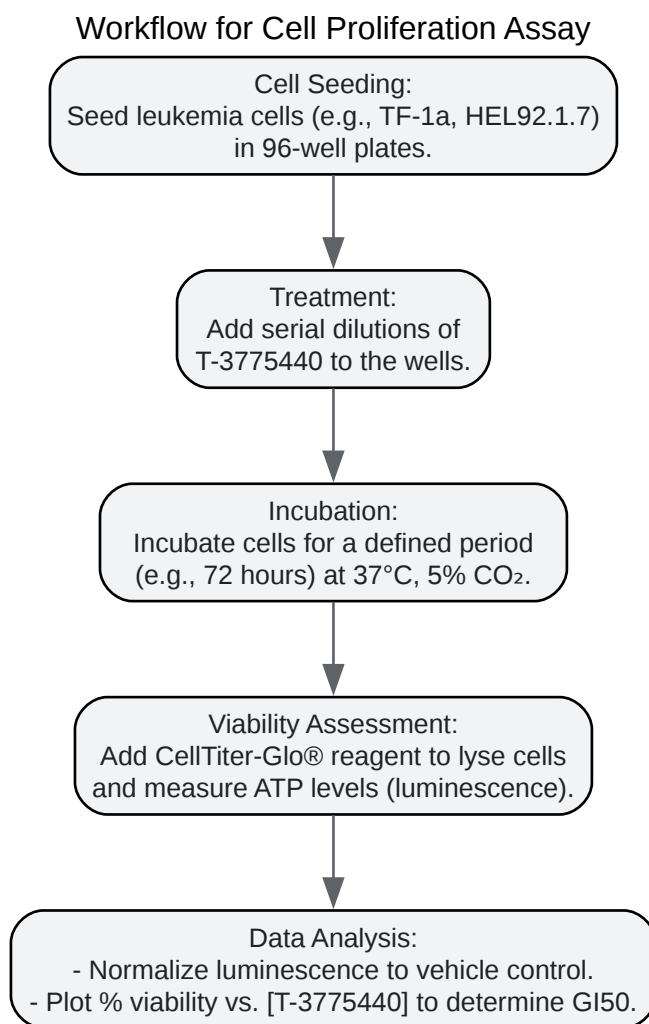 Workflow for Cell Proliferation Assay
Cell Seeding:
Seed leukemia cells (e.g., TF-1a, HEL92.1.7)
in 96-well plates.
Treatment:
Add serial dilutions of
T-3775440 to the wells.
Incubation:
Incubate cells for a defined period
(e.g., 72 hours) at 37°C, 5% CO₂.
Viability Assessment:
Add CellTiter-Glo® reagent to lyse cells
and measure ATP levels (luminescence).
Data Analysis:
- Normalize luminescence to vehicle control.
- Plot % viability vs. [T-3775440] to determine GI50.